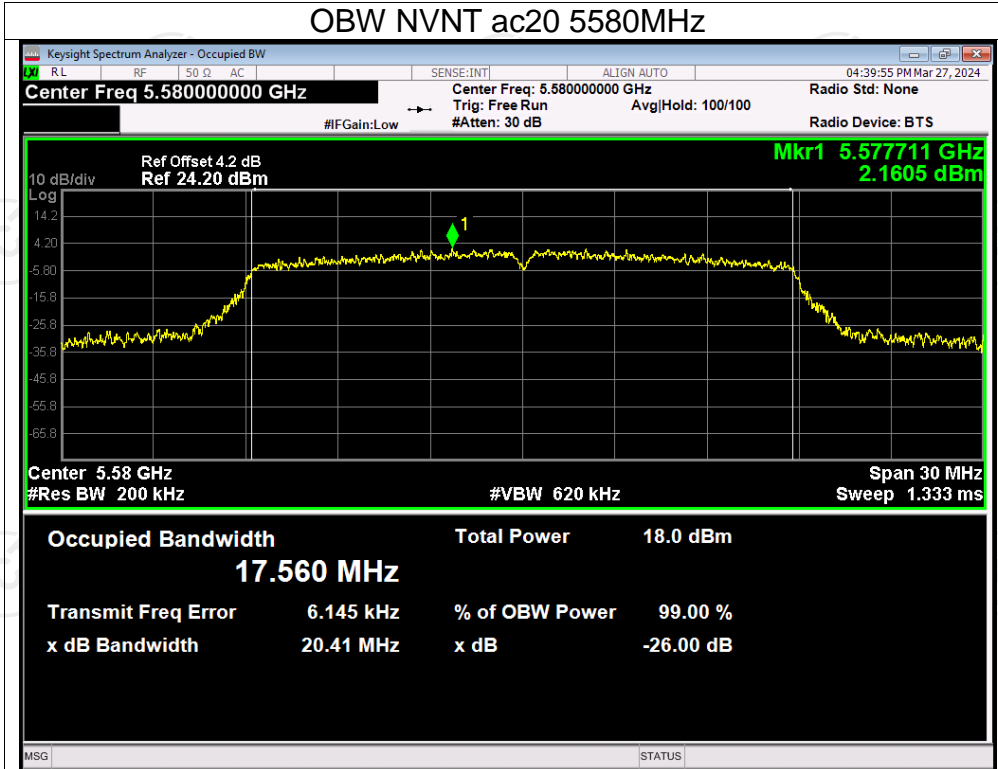 OBW NVNT ac20 5580MHz
Keysight Spectrum Analyzer - Occupied BW
LXI RL RF 50 Ω AC SENSE:INT ALIGN AUTO 04:39:55 PM Mar 27, 2024
Center Freq 5.580000000 GHz Center Freq: 5.580000000 GHz Radio Std: None
Trig: Free Run Avg|Hold: 100/100
#IFGain:Low #Atten: 30 dB Radio Device: BTS
Mkr1 5.577711 GHz
Ref Offset 4.2 dB
10 dB/div Ref 24.20 dBm 2.1605 dBm
Log
14.2
1
4.20
-5.80
-15.8
-25.8
-35.8
-45.8
-55.8
-65.8
Center 5.58 GHz Span 30 MHz
#Res BW 200 kHz #VBW 620 kHz Sweep 1.333 ms
Occupied Bandwidth Total Power 18.0 dBm
17.560 MHz
Transmit Freq Error 6.145 kHz % of OBW Power 99.00 %
x dB Bandwidth 20.41 MHz x dB -26.00 dB
MSG STATUS